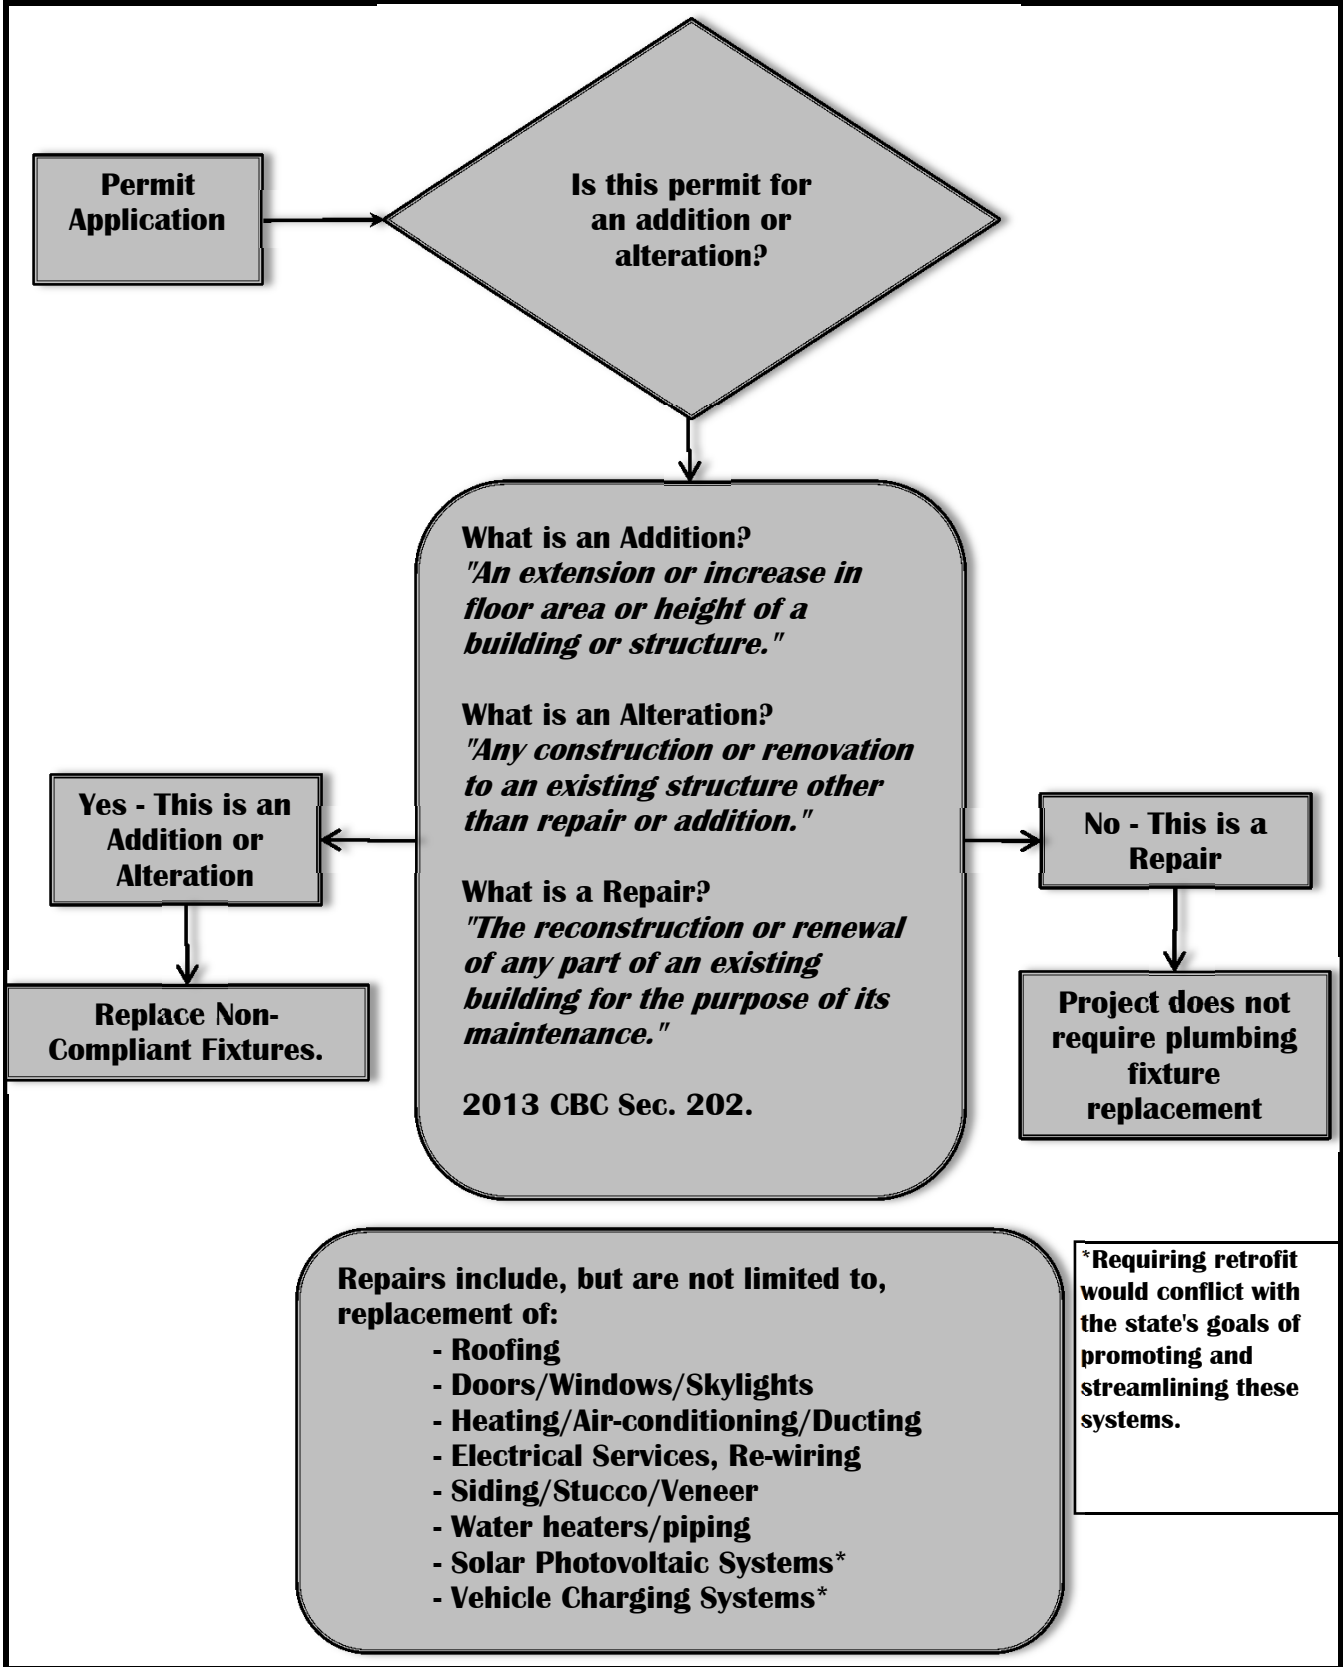 Permit
Application
Is this permit for
an addition or
alteration?
What is an Addition?
"An extension or increase in
floor area or height of a
building or structure."
What is an Alteration?
"Any construction or renovation
to an existing structure other
than repair or addition."
What is a Repair?
"The reconstruction or renewal
of any part of an existing
building for the purpose of its
maintenance."
2013 CBC Sec. 202.
Yes - This is an
Addition or
Alteration
Replace Non-
Compliant Fixtures.
No - This is a
Repair
Project does not
require plumbing
fixture
replacement
Repairs include, but are not limited to,
replacement of:
- Roofing
- Doors/Windows/Skylights
- Heating/Air-conditioning/Ducting
- Electrical Services, Re-wiring
- Siding/Stucco/Veneer
- Water heaters/piping
- Solar Photovoltaic Systems*
- Vehicle Charging Systems*
*Requiring retrofit
would conflict with
the state's goals of
promoting and
streamlining these
systems.